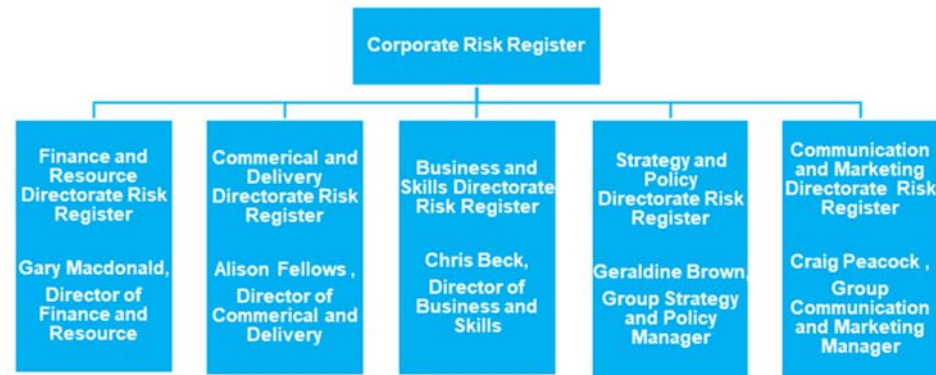 Corporate Risk Register
Finance and
Resource
Directorate Risk
Register
Gary Macdonald,
Director of
Finance and
Resource
Commerical and
Delivery
Directorate Risk
Register
Alison Fellows ,
Director of
Commerical and
Delivery
Business and
Skills Directorate
Risk Register
Chris Beck,
Director of
Business and
Skills
Strategy and
Policy
Directorate Risk
Register
Geraldine Brown,
Group Strategy
and Policy
Manager
Communication
and Marketing
Directorate Risk
Register
Craig Peacock ,
Group
Communication
and Marketing
Manager